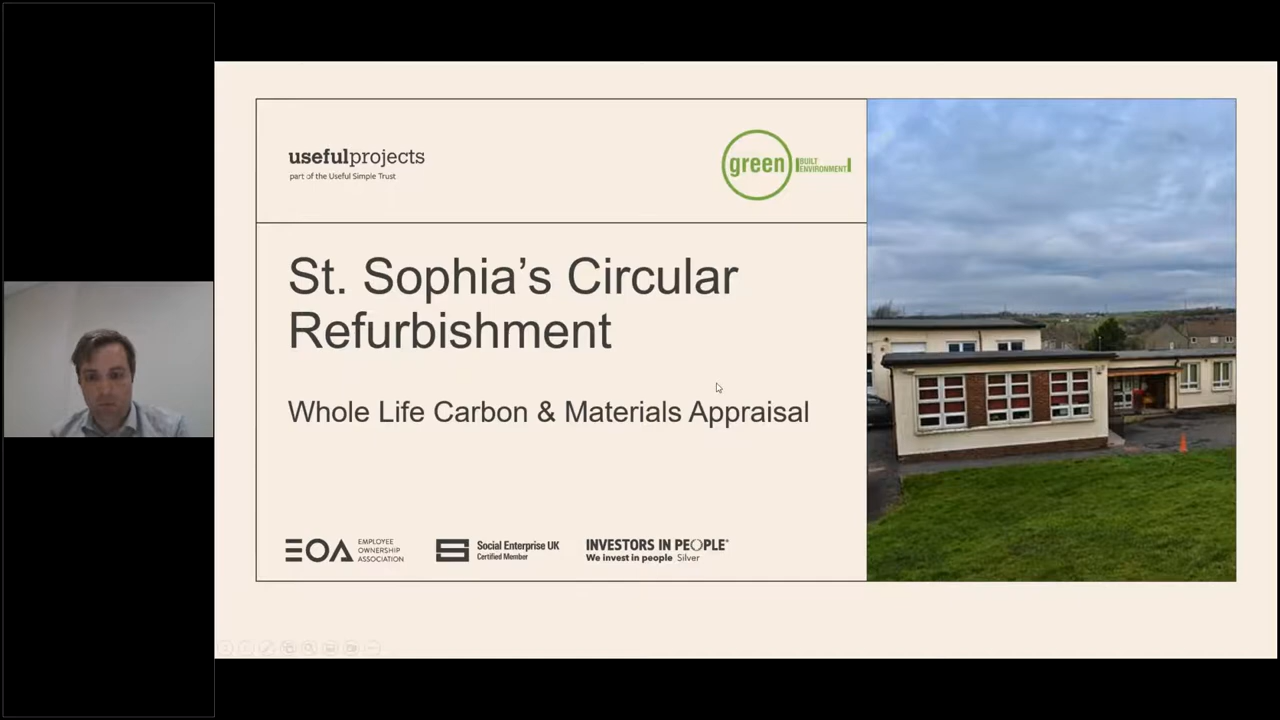 usefulprojects
part of the Useful Simple Trust
green
BUILT
ENVIRONMENT
St. Sophia’s Circular
Refurbishment
Whole Life Carbon & Materials Appraisal
EOA
EMPLOYEE
OWNERSHIP
ASSOCIATION
Social Enterprise UK
Certified Member
INVESTORS IN PEOPLE®
We invest in people Silver